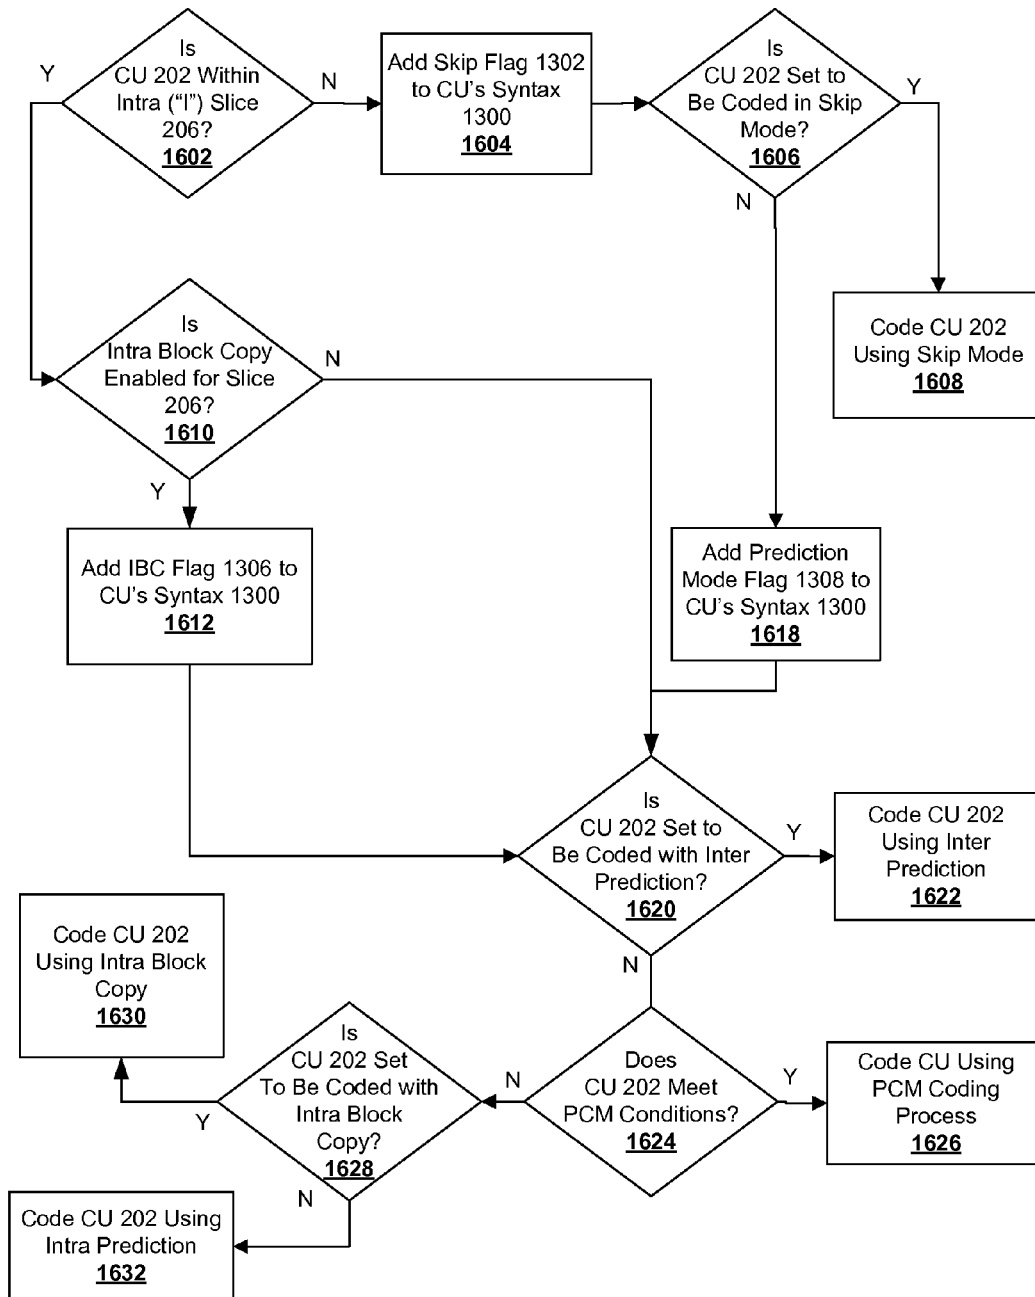 Is
CU 202 Within
Intra ("I") Slice
206?
1602
Y
N
Add Skip Flag 1302
to CU's Syntax
1300
1604
Is
CU 202 Set to
Be Coded in Skip
Mode?
1606
Y
N
Code CU 202
Using Skip Mode
1608
Is
Intra Block Copy
Enabled for Slice
206?
1610
N
Y
Add IBC Flag 1306 to
CU's Syntax 1300
1612
Add Prediction
Mode Flag 1308 to
CU's Syntax 1300
1618
Is
CU 202 Set to
Be Coded with Inter
Prediction?
1620
Y
N
Code CU 202
Using Inter
Prediction
1622
Code CU 202
Using Intra Block
Copy
1630
Is
CU 202 Set
To Be Coded with
Intra Block
Copy?
1628
Y
N
Does
CU 202 Meet
PCM Conditions?
1624
N
Y
Code CU Using
PCM Coding
Process
1626
Code CU 202 Using
Intra Prediction
1632